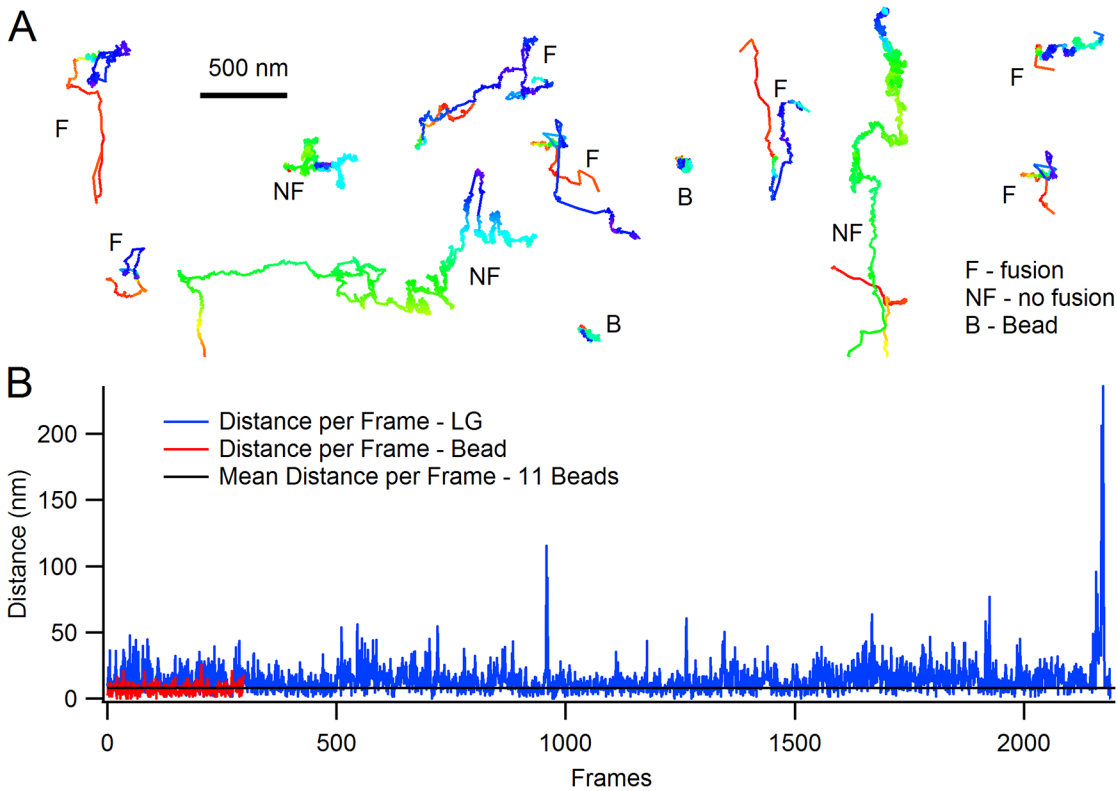 A
500 nm
F
F
F
F
F
F
F
NF
B
NF
NF
B
F - fusion
NF - no fusion
B - Bead
B
Distance per Frame - LG
Distance per Frame - Bead
Mean Distance per Frame - 11 Beads
Distance (nm)
200
150
100
50
0
0
500
1000
1500
2000
Frames